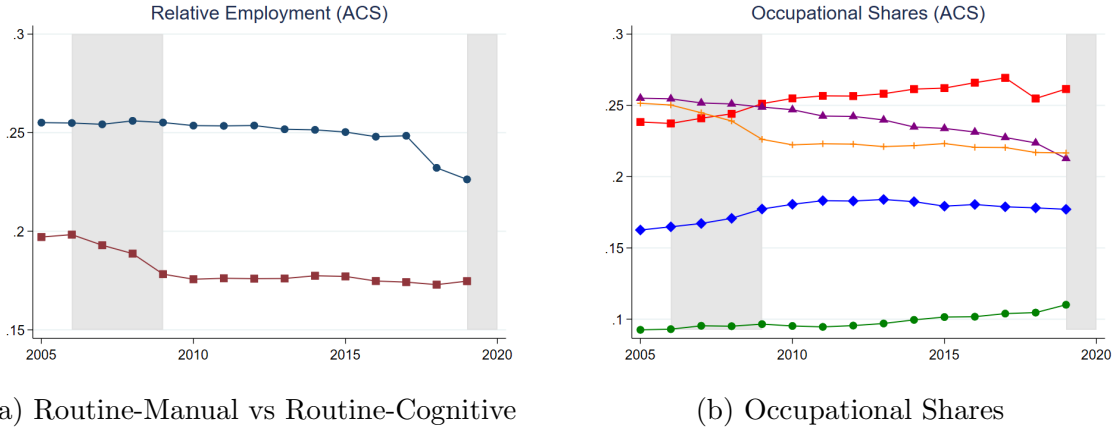 Relative Employment (ACS)
.3
.25
.2
.15
2005 2010 2015 2020
a) Routine-Manual vs Routine-Cognitive
Occupational Shares (ACS)
.3
.25
.2
.15
.1
2005 2010 2015 2020
(b) Occupational Shares